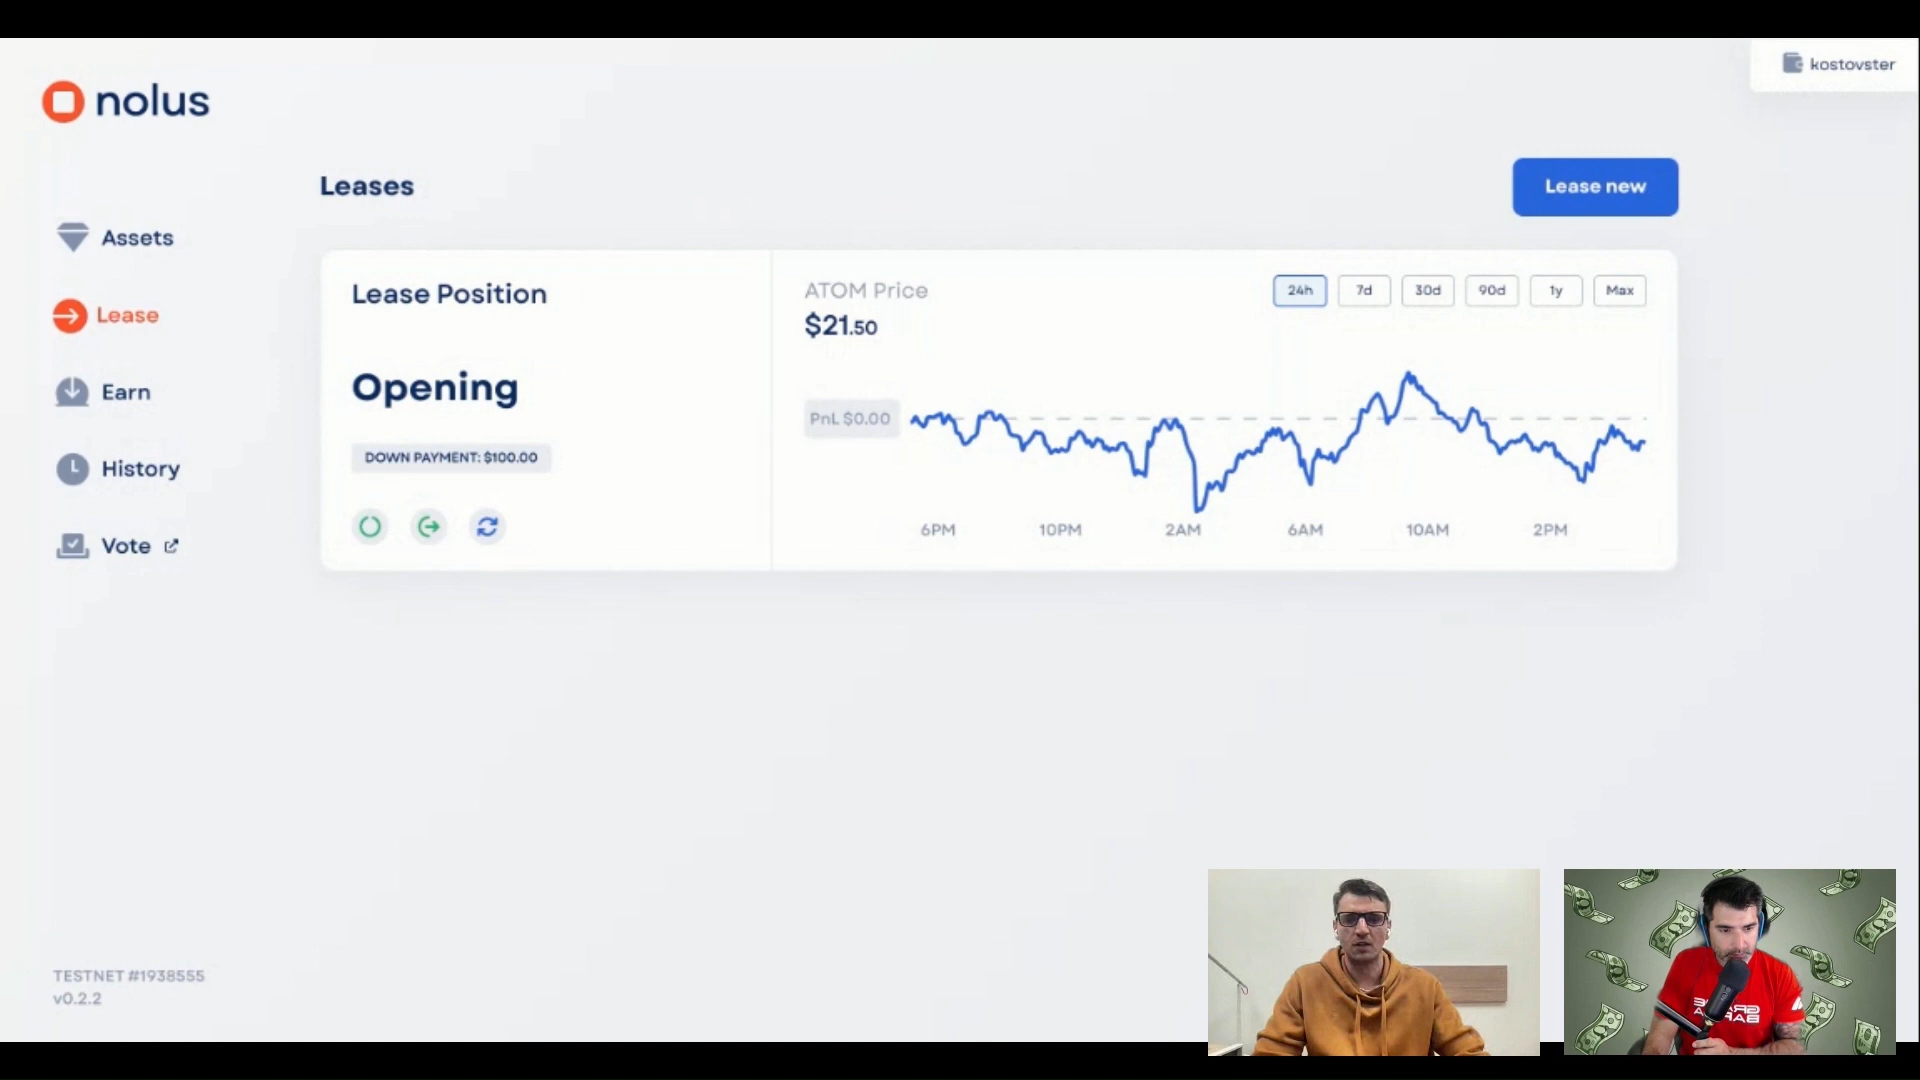 nolus
kostovster
Leases
Lease new
Assets
Lease
Earn
History
Vote
Lease Position
Opening
DOWN PAYMENT: $100.00
ATOM Price
$21.50
24h
7d
30d
90d
1y
Max
PnL $0.00
6PM
10PM
2AM
6AM
10AM
2PM
TESTNET #1938555
v0.2.2